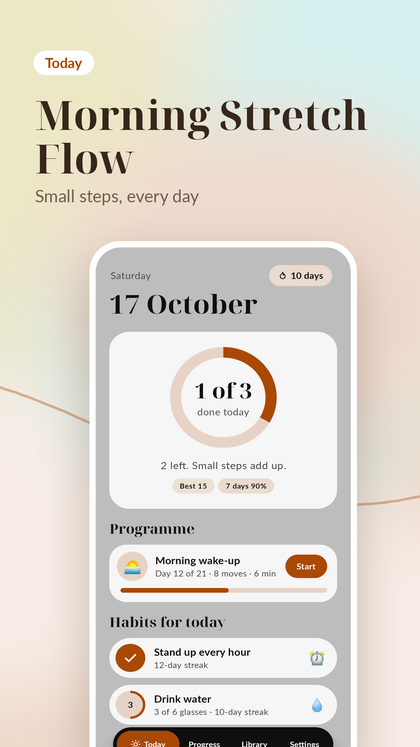 Today
Morning Stretch
Flow
Small steps, every day
Saturday
10 days
17 October
1 of 3
done today
2 left. Small steps add up.
Best 15
7 days 90%
Programme
Morning wake-up
Day 12 of 21 · 8 moves · 6 min
Start
Habits for today
Stand up every hour
12-day streak
3
Drink water
3 of 6 glasses · 10-day streak
Today
Progress
Library
Settings